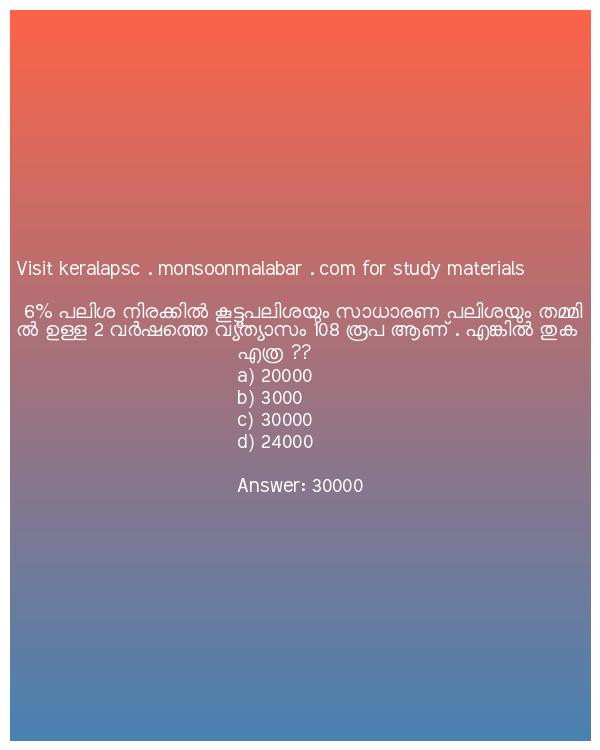 Visit keralapsc . monsoonmalabar . com for study materials
6% പലിശ നിരക്കിൽ കൂട്ടുപലിശയും സാധാരണ പലിശയും തമ്മി
ൽ ഉള്ള 2 വർഷത്തെ വ്യത്യാസം 108 രൂപ ആണ് . എങ്കിൽ തുക
എത്ര ??
a) 20000
b) 3000
c) 30000
d) 24000
Answer: 30000